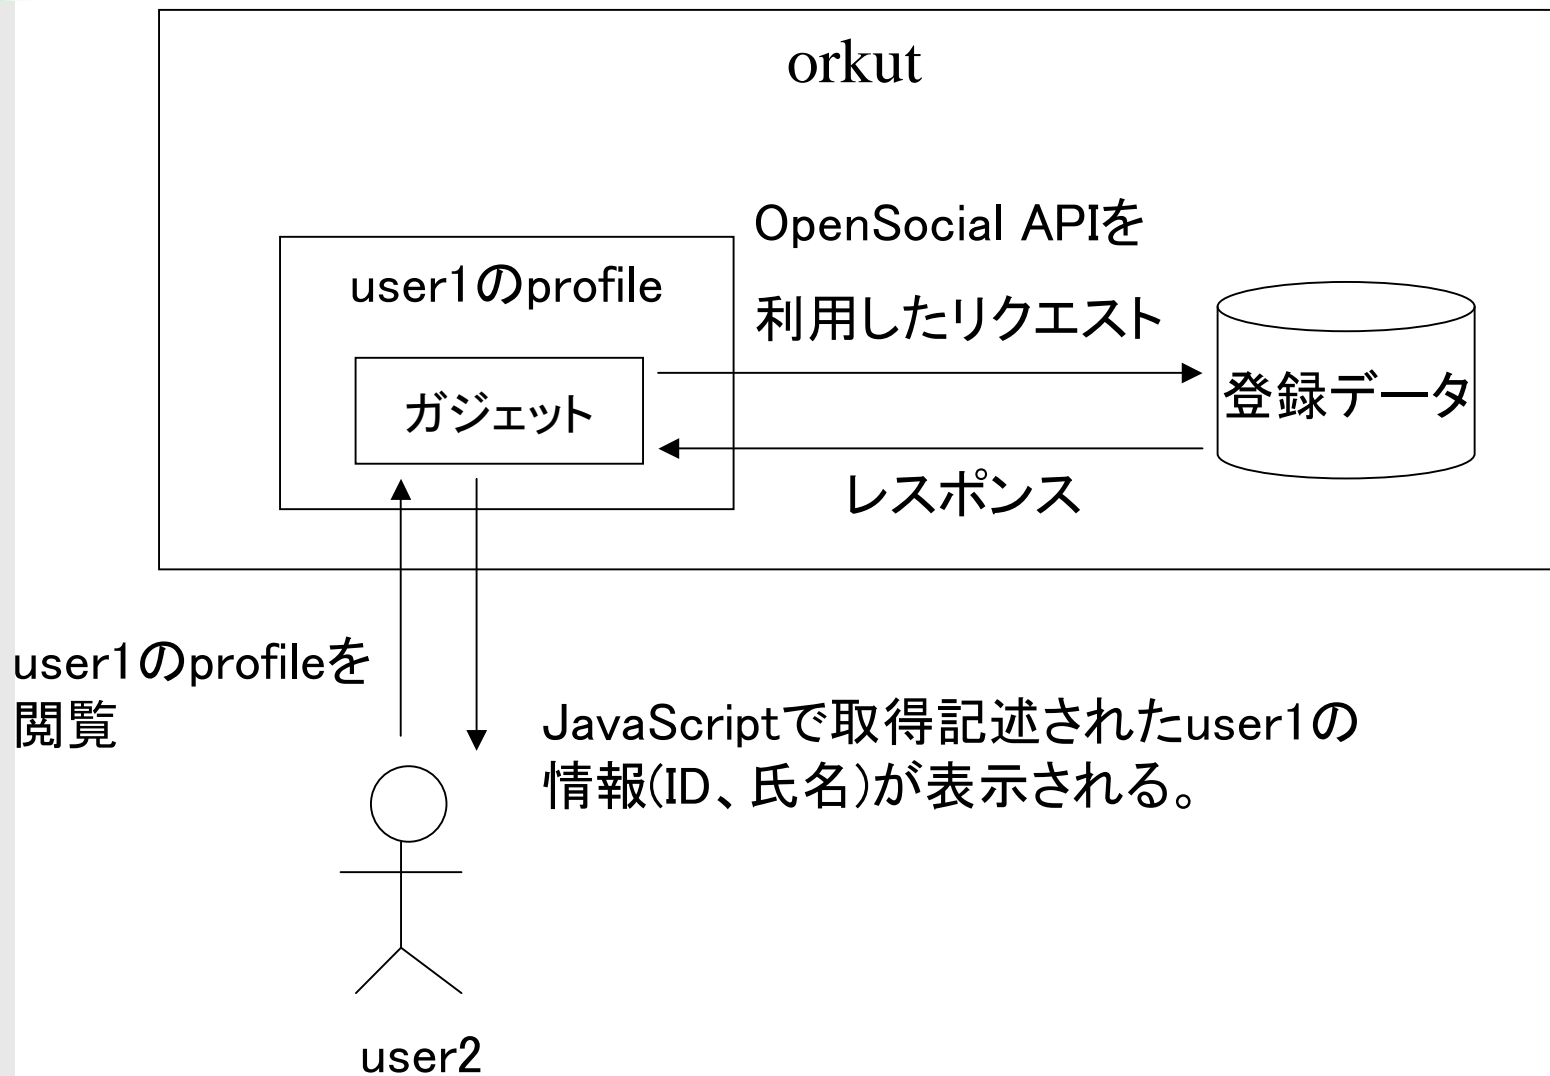 orkut
OpenSocial APIを
利用したリクエスト
user1のprofile
ガジェット
登録データ
レスポンス
user1のprofileを
閲覧
JavaScriptで取得記述されたuser1の
情報(ID、氏名)が表示される。
user2